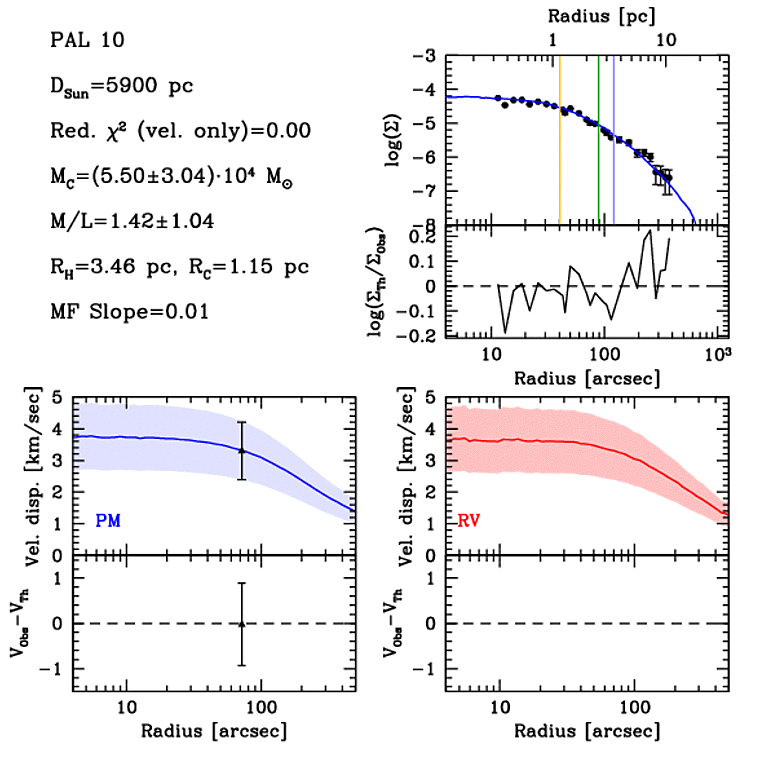 PAL 10
D_Sun=5900 pc
Red. χ² (vel. only)=0.00
M_C=(5.50±3.04)·10⁴ M_⊙
M/L=1.42±1.04
R_H=3.46 pc, R_C=1.15 pc
MF Slope=0.01
Radius [pc]
1 10
log(Σ)
−3
−4
−5
−6
−7
−8
log(Σ_Th/Σ_Obs)
0.2
0.1
0
−0.1
−0.2
10 100 10³
Radius [arcsec]
Vel. disp. [km/sec]
5
4
3
2
1
0
PM
V_Obs−V_Th
1
0
−1
10 100
Radius [arcsec]
Vel. disp. [km/sec]
5
4
3
2
1
0
RV
V_Obs−V_Th
1
0
−1
10 100
Radius [arcsec]